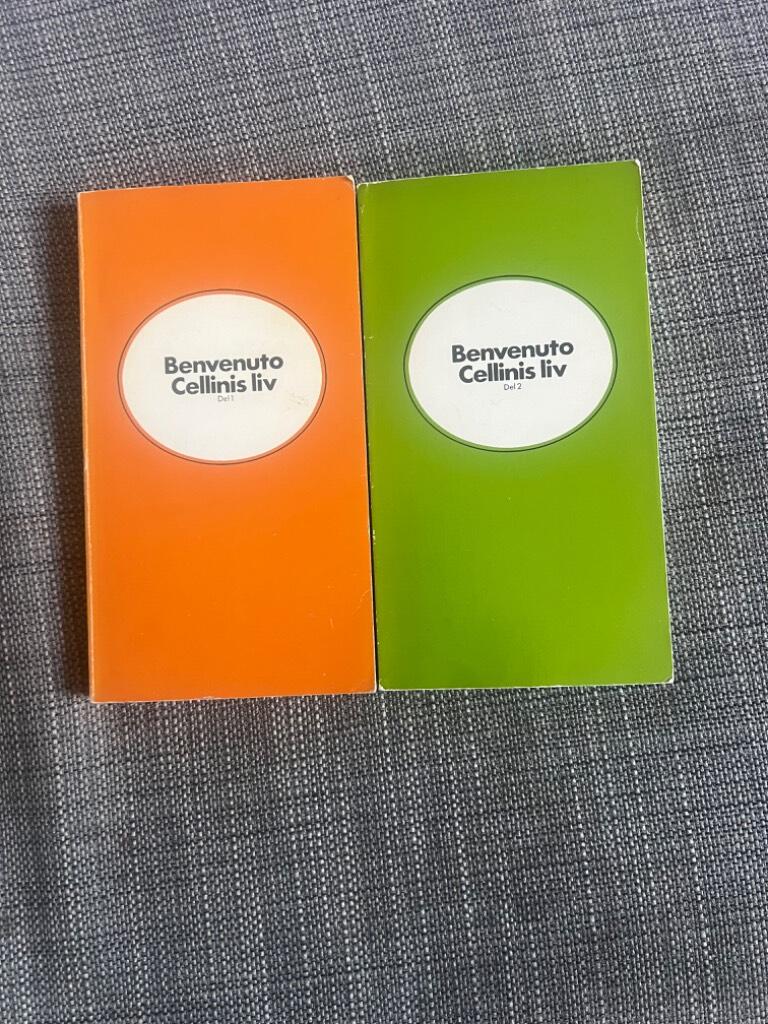 Benvenuto
Cellinis liv
Del 1
Benvenuto
Cellinis liv
Del 2